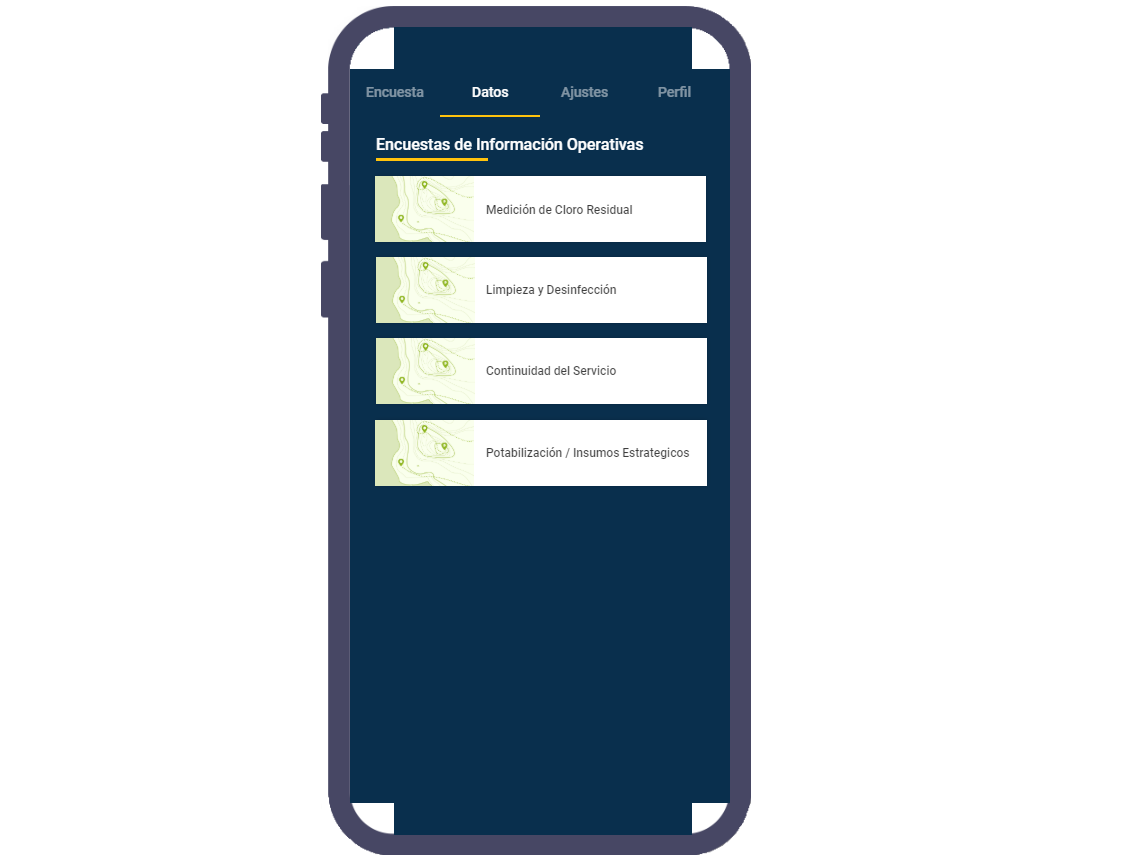 Encuesta Datos Ajustes Perfil
Encuestas de Información Operativas
Medición de Cloro Residual
Limpieza y Desinfección
Continuidad del Servicio
Potabilización / Insumos Estrategicos